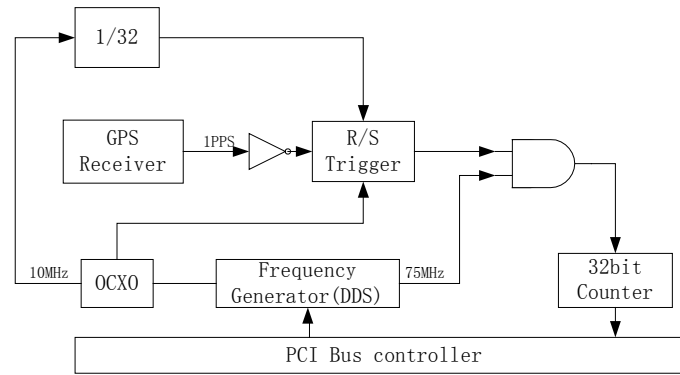 1/32
GPS
Receiver
1PPS
R/S
Trigger
10MHz
OCXO
Frequency
Generator(DDS)
75MHz
32bit
Counter
PCI Bus controller